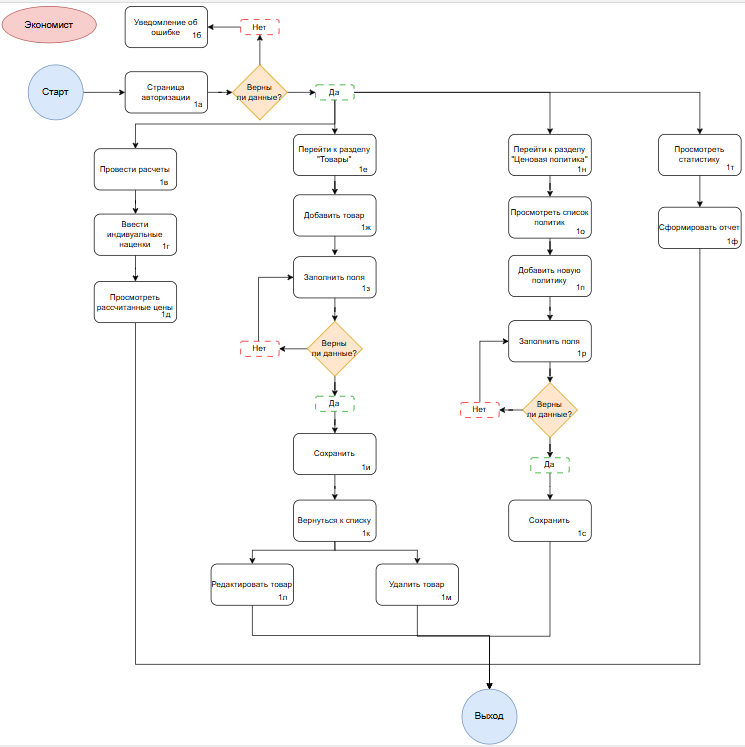 Экономист
Уведомление об
ошибке
1б
Нет
Старт
Страница
авторизации
1а
Верны
ли данные?
Да
Провести расчеты
1в
Перейти к разделу
"Товары"
1е
Перейти к разделу
"Ценовая политика"
1н
Просмотреть
статистику
1т
Ввести
индивуальные
наценки
1г
Добавить товар
1ж
Просмотреть список
политик
1о
Сформировать отчет
1ф
Просмотреть
рассчитанные цены
1д
Заполнить поля
1з
Добавить новую
политику
1п
Нет
Верны
ли данные?
Заполнить поля
1р
Да
Нет
Верны
ли данные?
Сохранить
1и
Да
Вернуться к списку
1к
Сохранить
1с
Редактировать товар
1л
Удалить товар
1м
Выход